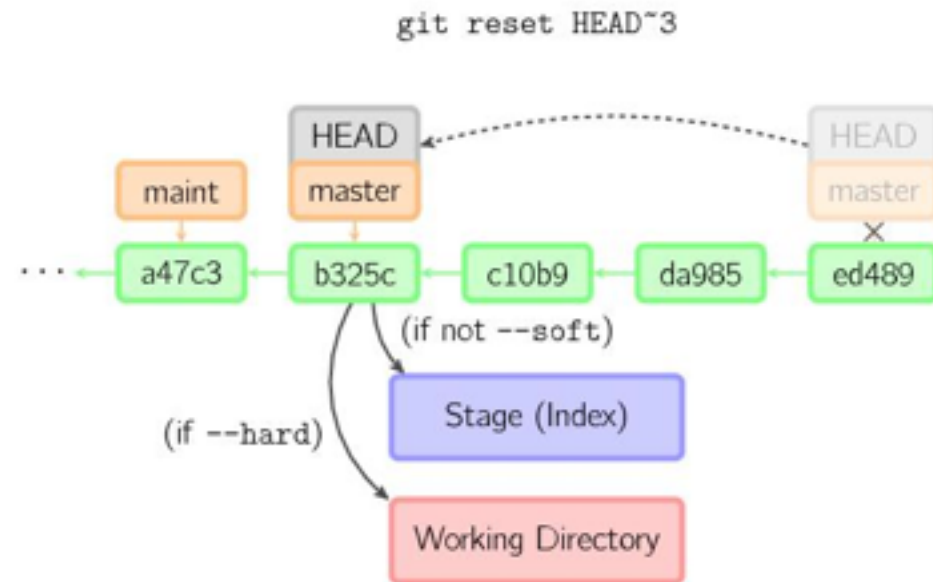 git reset HEAD~3
HEAD
HEAD
maint
master
master
...
a47c3
b325c
c10b9
da985
ed489
(if not --soft)
Stage (Index)
(if --hard)
Working Directory